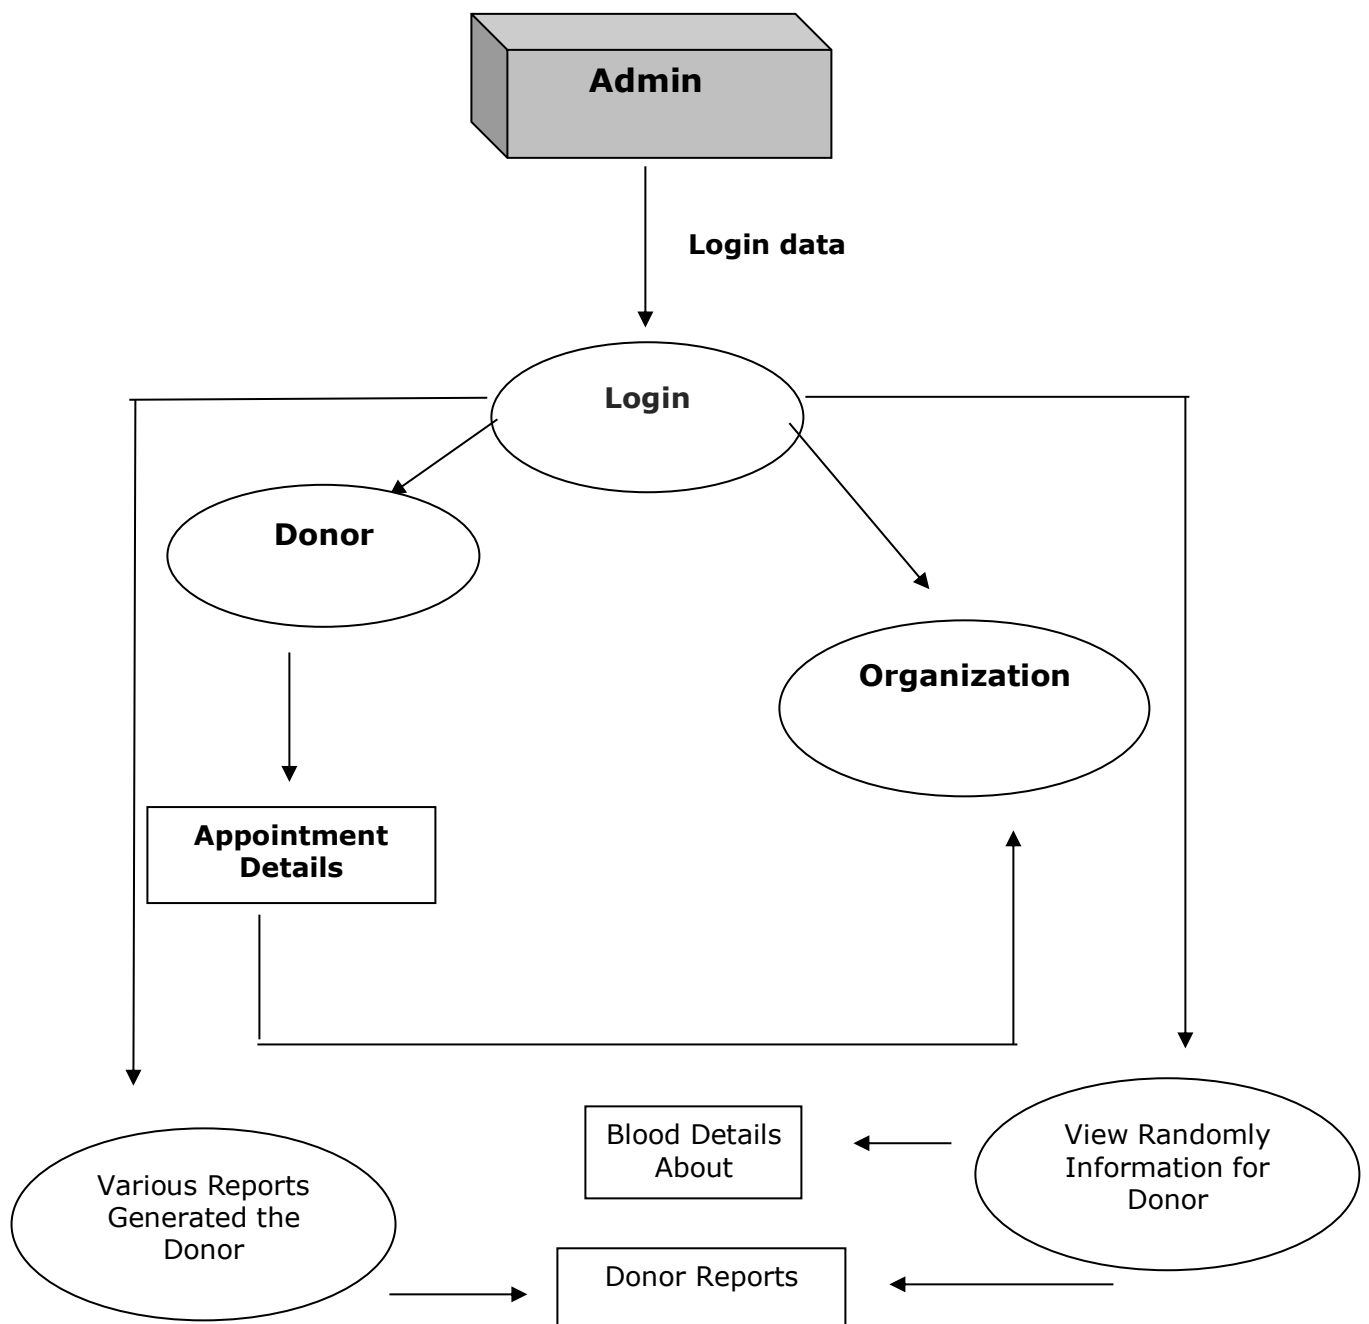 Admin
Login data
Login
Donor
Organization
Appointment
Details
Blood Details
About
View Randomly
Information for
Donor
Various Reports
Generated the
Donor
Donor Reports